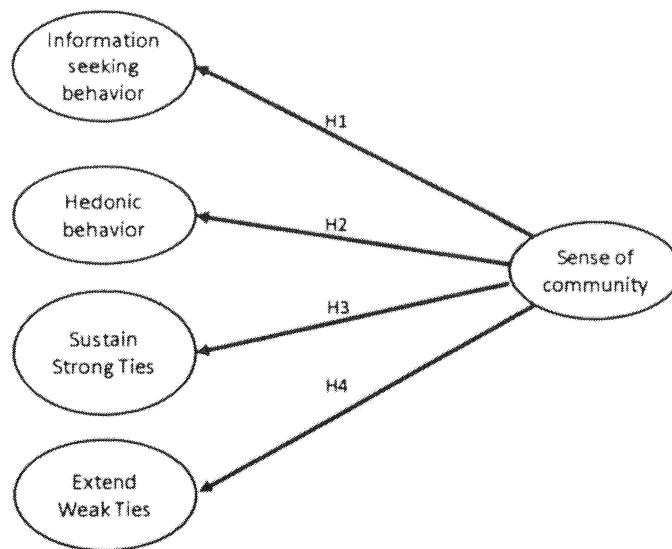 Information
seeking
behavior
H1
Hedonic
behavior
H2
Sense of
community
H3
Sustain
Strong Ties
H4
Extend
Weak Ties